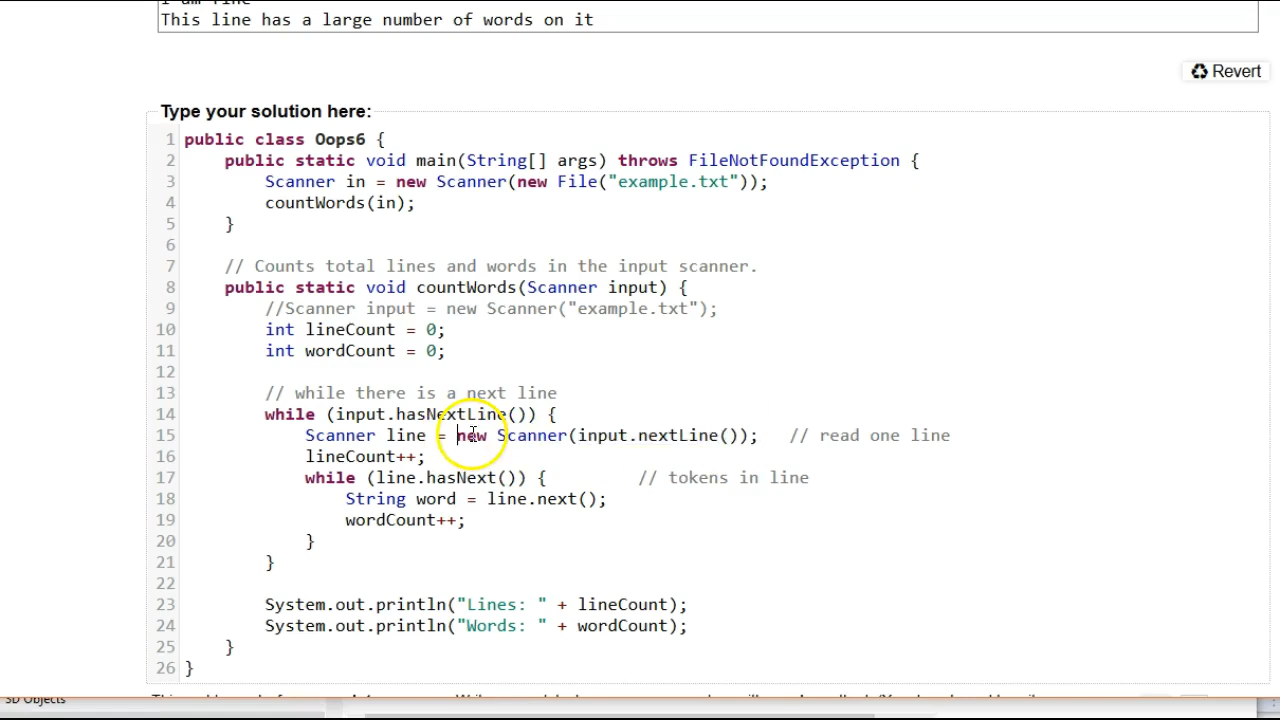 I am fine
This line has a large number of words on it
Revert
Type your solution here:
1 public class Oops6 {
2 public static void main(String[] args) throws FileNotFoundException {
3 Scanner in = new Scanner(new File("example.txt"));
4 countWords(in);
5 }
6
7 // Counts total lines and words in the input scanner.
8 public static void countWords(Scanner input) {
9 //Scanner input = new Scanner("example.txt");
10 int lineCount = 0;
11 int wordCount = 0;
12
13 // while there is a next line
14 while (input.hasNextLine()) {
15 Scanner line = new Scanner(input.nextLine()); // read one line
16 lineCount++;
17 while (line.hasNext()) { // tokens in line
18 String word = line.next();
19 wordCount++;
20 }
21 }
22
23 System.out.println("Lines: " + lineCount);
24 System.out.println("Words: " + wordCount);
25 }
26 }
3D Objects